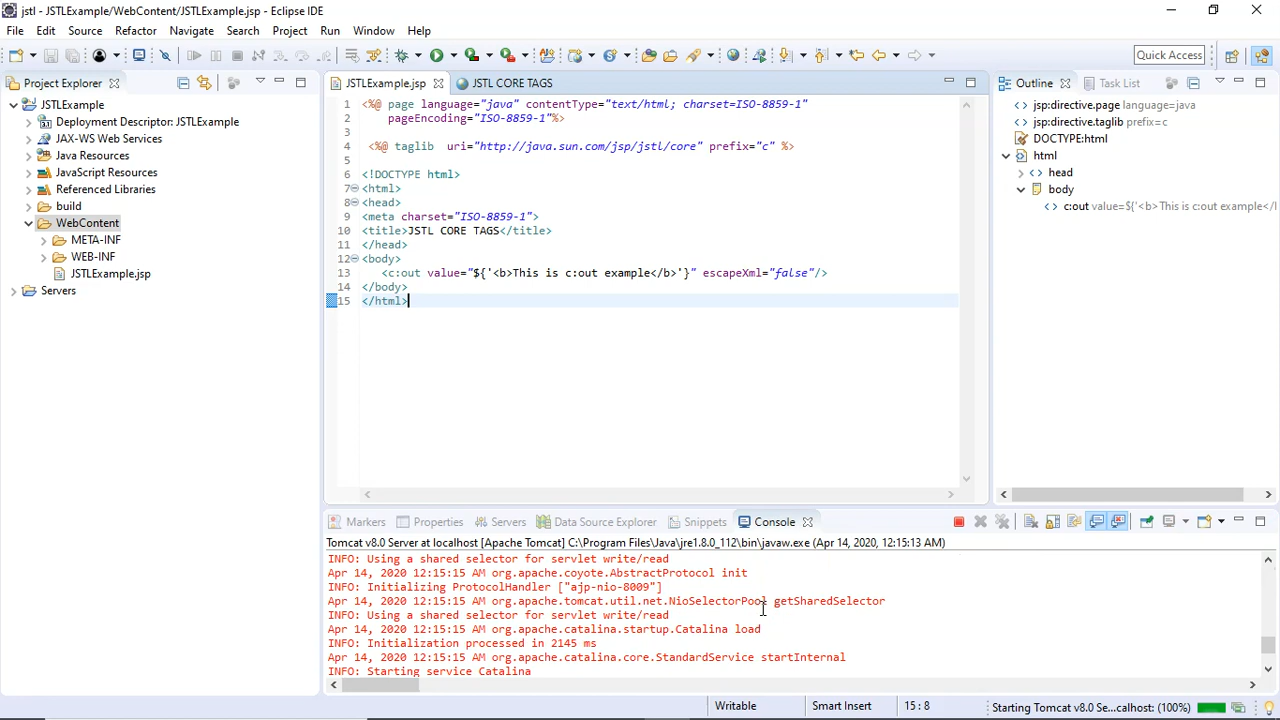 jstl - JSTLExample/WebContent/JSTLExample.jsp - Eclipse IDE
File Edit Source Refactor Navigate Search Project Run Window Help
Quick Access
Project Explorer
JSTLExample
Deployment Descriptor: JSTLExample
JAX-WS Web Services
Java Resources
JavaScript Resources
Referenced Libraries
build
WebContent
META-INF
WEB-INF
JSTLExample.jsp
Servers
JSTLExample.jsp JSTL CORE TAGS
1 <%@ page language="java" contentType="text/html; charset=ISO-8859-1"
2 pageEncoding="ISO-8859-1"%>
3
4 <%@ taglib uri="http://java.sun.com/jsp/jstl/core" prefix="c" %>
5
6 <!DOCTYPE html>
7 <html>
8 <head>
9 <meta charset="ISO-8859-1">
10 <title>JSTL CORE TAGS</title>
11 </head>
12 <body>
13 <c:out value="${'<b>This is c:out example</b>'}" escapeXml="false"/>
14 </body>
15 </html>
Outline Task List
jsp:directive.page language=java
jsp:directive.taglib prefix=c
DOCTYPE:html
html
head
body
c:out value=${'<b>This is c:out example</
Markers Properties Servers Data Source Explorer Snippets Console
Tomcat v8.0 Server at localhost [Apache Tomcat] C:\Program Files\Java\jre1.8.0_112\bin\javaw.exe (Apr 14, 2020, 12:15:13 AM)
INFO: Using a shared selector for servlet write/read
Apr 14, 2020 12:15:15 AM org.apache.coyote.AbstractProtocol init
INFO: Initializing ProtocolHandler ["ajp-nio-8009"]
Apr 14, 2020 12:15:15 AM org.apache.tomcat.util.net.NioSelectorPool getSharedSelector
INFO: Using a shared selector for servlet write/read
Apr 14, 2020 12:15:15 AM org.apache.catalina.startup.Catalina load
INFO: Initialization processed in 2145 ms
Apr 14, 2020 12:15:15 AM org.apache.catalina.core.StandardService startInternal
INFO: Starting service Catalina
Writable Smart Insert 15 : 8 Starting Tomcat v8.0 Se...calhost: (100%)